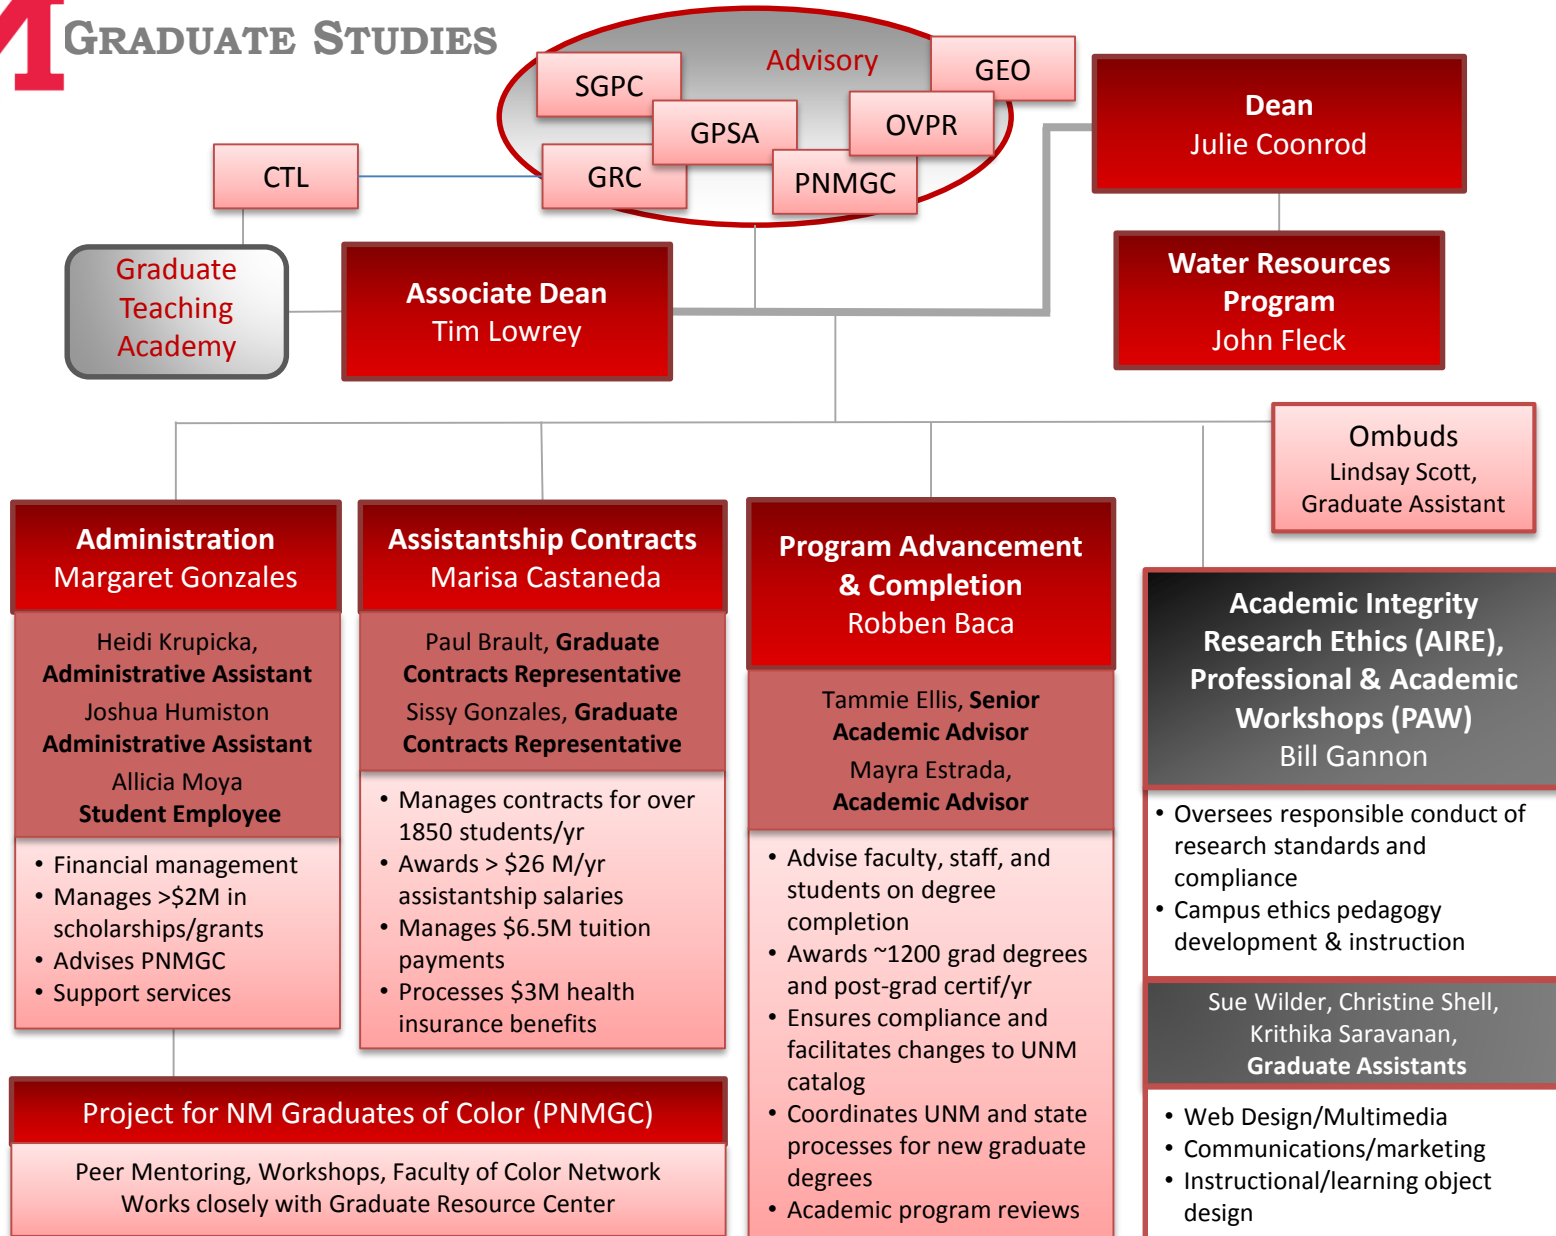 GRADUATE STUDIES
Advisory
SGPC
GEO
GPSA
OVPR
GRC
PNMGC
CTL
Dean
Julie Coonrod
Graduate
Teaching
Academy
Associate Dean
Tim Lowrey
Water Resources
Program
John Fleck
Ombuds
Lindsay Scott,
Graduate Assistant
Administration
Margaret Gonzales
Heidi Krupicka,
Administrative Assistant
Joshua Humiston
Administrative Assistant
Allicia Moya
Student Employee
• Financial management
• Manages >$2M in
scholarships/grants
• Advises PNMGC
• Support services
Assistantship Contracts
Marisa Castaneda
Paul Brault, Graduate
Contracts Representative
Sissy Gonzales, Graduate
Contracts Representative
• Manages contracts for over
1850 students/yr
• Awards > $26 M/yr
assistantship salaries
• Manages $6.5M tuition
payments
• Processes $3M health
insurance benefits
Project for NM Graduates of Color (PNMGC)
Peer Mentoring, Workshops, Faculty of Color Network
Works closely with Graduate Resource Center
Program Advancement
& Completion
Robben Baca
Tammie Ellis, Senior
Academic Advisor
Mayra Estrada,
Academic Advisor
• Advise faculty, staff, and
students on degree
completion
• Awards ~1200 grad degrees
and post-grad certif/yr
• Ensures compliance and
facilitates changes to UNM
catalog
• Coordinates UNM and state
processes for new graduate
degrees
• Academic program reviews
Academic Integrity
Research Ethics (AIRE),
Professional & Academic
Workshops (PAW)
Bill Gannon
• Oversees responsible conduct of
research standards and
compliance
• Campus ethics pedagogy
development & instruction
Sue Wilder, Christine Shell,
Krithika Saravanan,
Graduate Assistants
• Web Design/Multimedia
• Communications/marketing
• Instructional/learning object
design